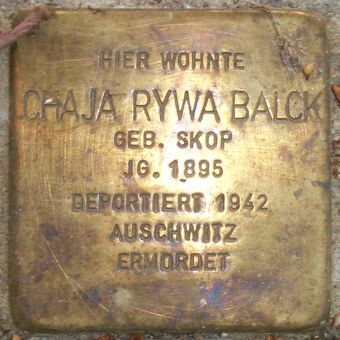 HIER WOHNTE
CHAJA RYWA BALCK
GEB. SKOP
JG. 1895
DEPORTIERT 1942
AUSCHWITZ
ERMORDET